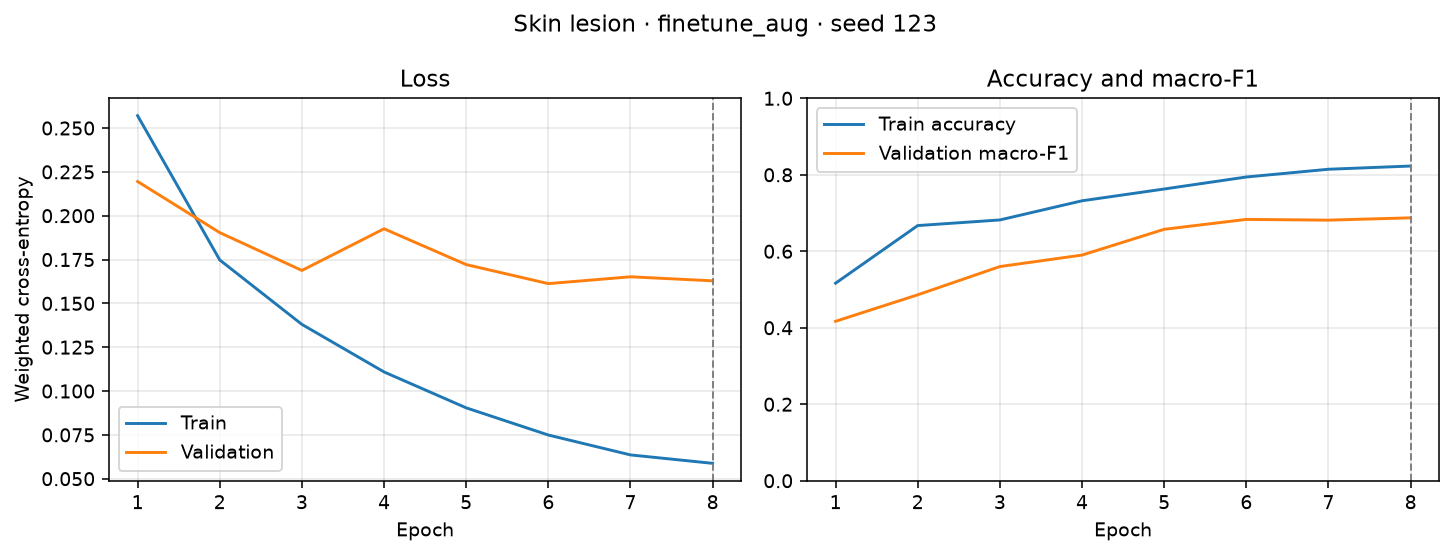 Skin lesion · finetune_aug · seed 123
Loss
Weighted cross-entropy
0.250
0.225
0.200
0.175
0.150
0.125
0.100
0.075
0.050
Train
Validation
1 2 3 4 5 6 7 8
Epoch
Accuracy and macro-F1
1.0
0.8
0.6
0.4
0.2
0.0
Train accuracy
Validation macro-F1
1 2 3 4 5 6 7 8
Epoch